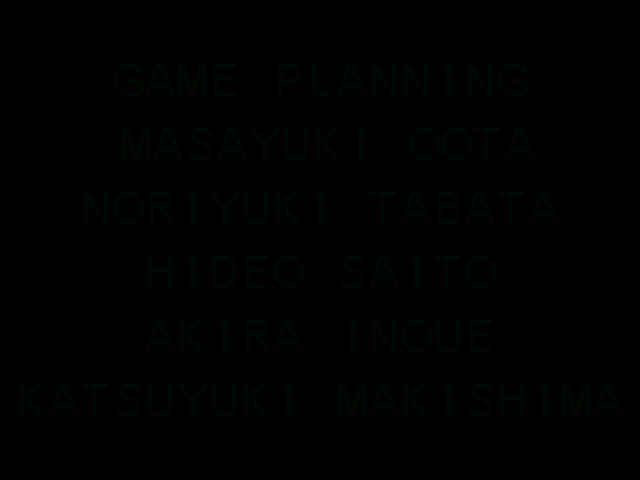 GAME PLANNING
MASAYUKI OOTA
NORIYUKI TABATA
HIDEO SAITO
AKIRA INOUE
KATSUYUKI MAKISHIMA